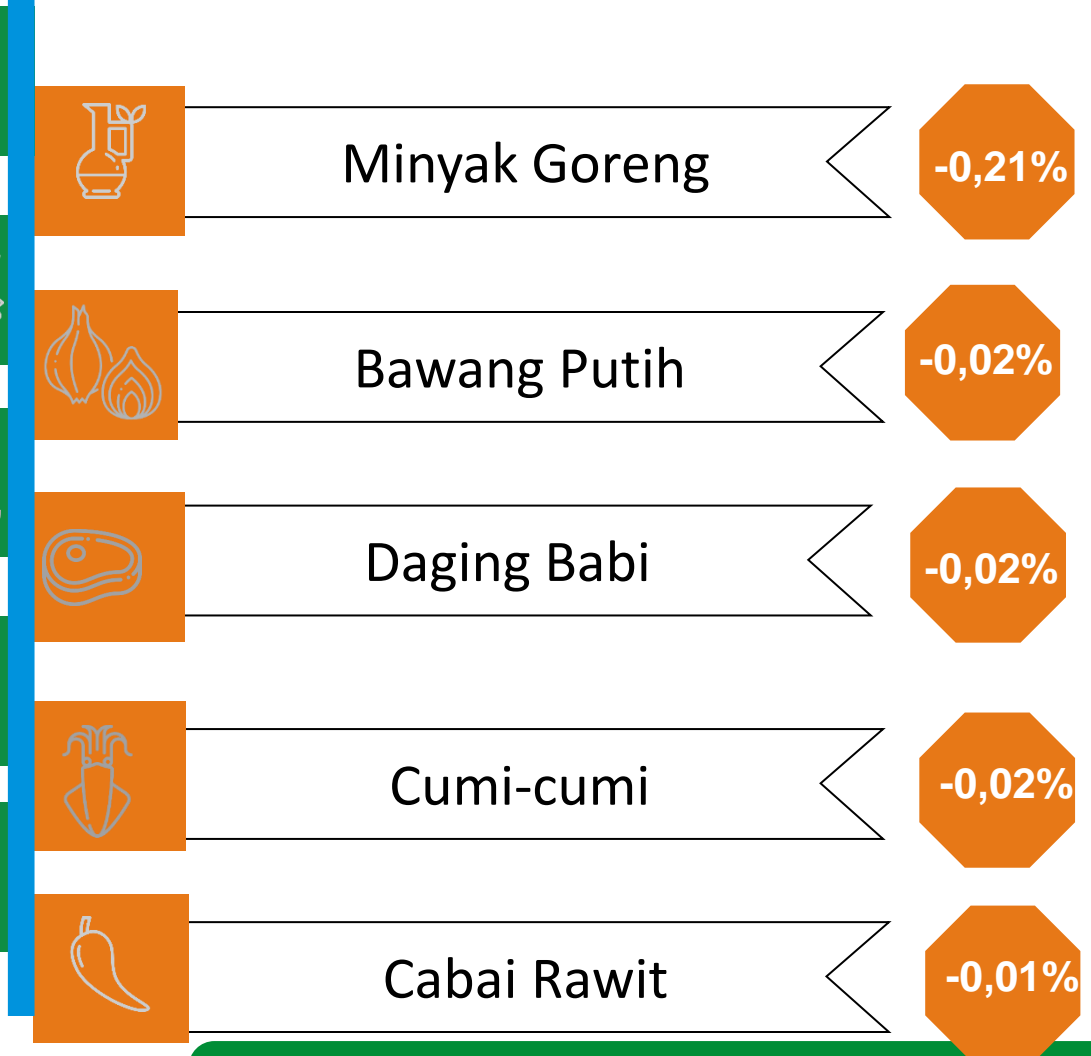 Minyak Goreng
-0,21%
Bawang Putih
-0,02%
Daging Babi
-0,02%
Cumi-cumi
-0,02%
Cabai Rawit
-0,01%